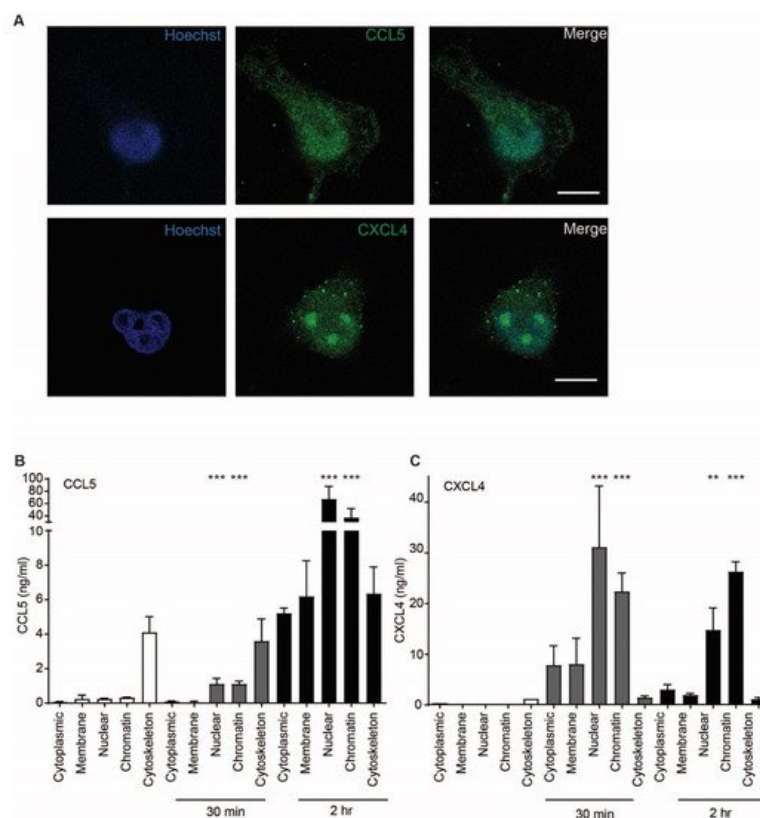 A
Hoechst
CCL5
Merge
Hoechst
CXCL4
Merge
B
CCL5
*** ***
*** ***
CCL5 (ng/ml)
100
80
60
40
10
8
6
4
2
0
Cytoplasmic
Membrane
Nuclear
Chromatin
Cytoskeleton
Cytoplasmic
Membrane
Nuclear
Chromatin
Cytoskeleton
Cytoplasmic
Membrane
Nuclear
Chromatin
Cytoskeleton
30 min
2 hr
C
CXCL4
*** ***
** ***
CXCL4 (ng/ml)
40
30
20
10
0
Cytoplasmic
Membrane
Nuclear
Chromatin
Cytoskeleton
Cytoplasmic
Membrane
Nuclear
Chromatin
Cytoskeleton
Cytoplasmic
Membrane
Nuclear
Chromatin
Cytoskeleton
30 min
2 hr